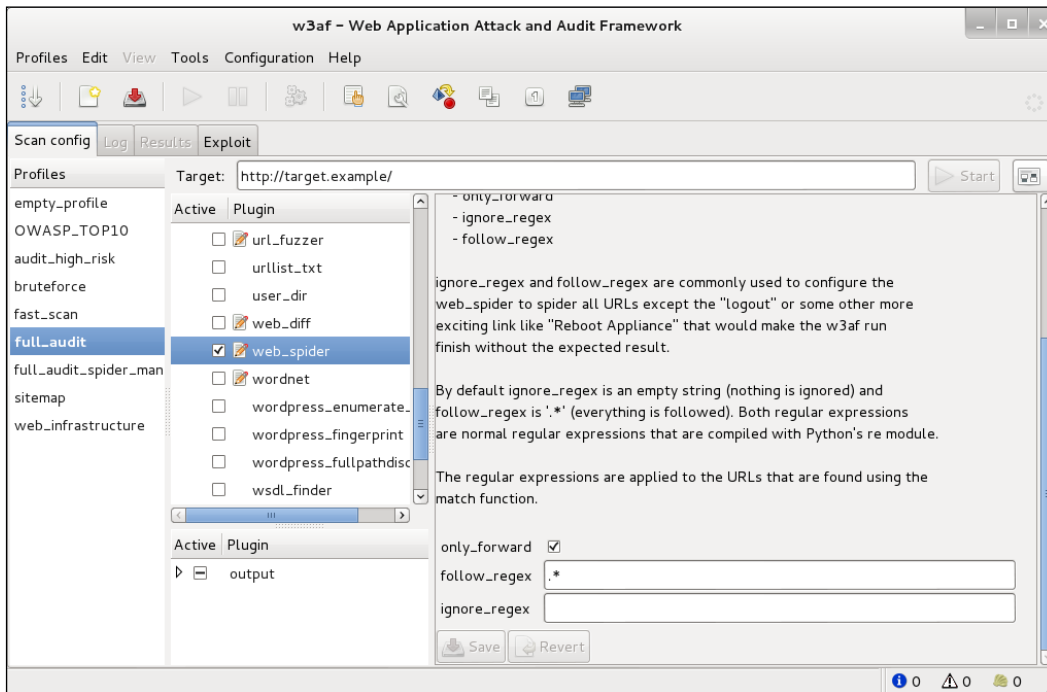 w3af – Web Application Attack and Audit Framework
Profiles Edit View Tools Configuration Help
Scan config Log Results Exploit
Profiles
empty_profile
OWASP_TOP10
audit_high_risk
bruteforce
fast_scan
full_audit
full_audit_spider_man
sitemap
web_infrastructure
Target: http://target.example/ Start
Active Plugin
url_fuzzer
urllist_txt
user_dir
web_diff
web_spider
wordnet
wordpress_enumerate_
wordpress_fingerprint
wordpress_fullpathdisc
wsdl_finder
Active Plugin
output
- only_forward
- ignore_regex
- follow_regex
ignore_regex and follow_regex are commonly used to configure the
web_spider to spider all URLs except the "logout" or some other more
exciting link like "Reboot Appliance" that would make the w3af run
finish without the expected result.
By default ignore_regex is an empty string (nothing is ignored) and
follow_regex is '.*' (everything is followed). Both regular expressions
are normal regular expressions that are compiled with Python's re module.
The regular expressions are applied to the URLs that are found using the
match function.
only_forward
follow_regex .*
ignore_regex
Save Revert
0 0 0